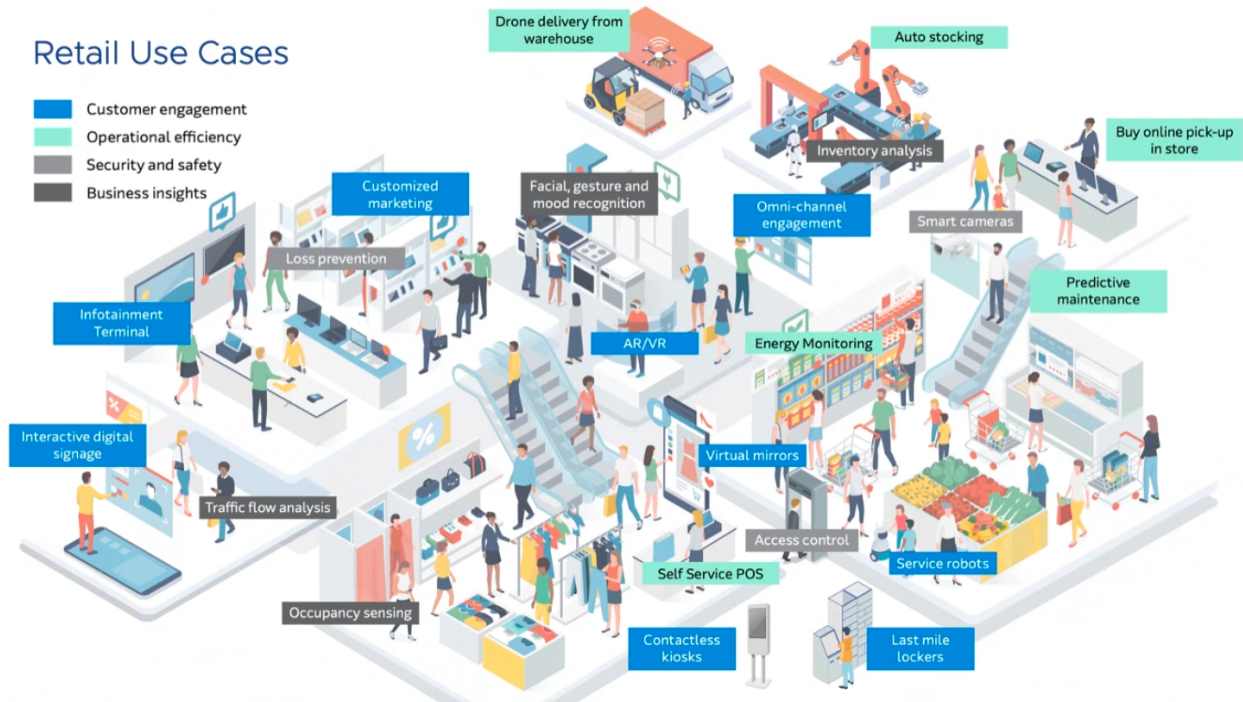 Retail Use Cases
Customer engagement
Operational efficiency
Security and safety
Business insights
Drone delivery from
warehouse
Auto stocking
Inventory analysis
Buy online pick-up
in store
Customized
marketing
Facial, gesture and
mood recognition
Omni-channel
engagement
Smart cameras
Loss prevention
Predictive
maintenance
Infotainment
Terminal
AR/VR
Energy Monitoring
Interactive digital
signage
Virtual mirrors
Traffic flow analysis
Access control
Service robots
Self Service POS
Occupancy sensing
Contactless
kiosks
Last mile
lockers
%
%